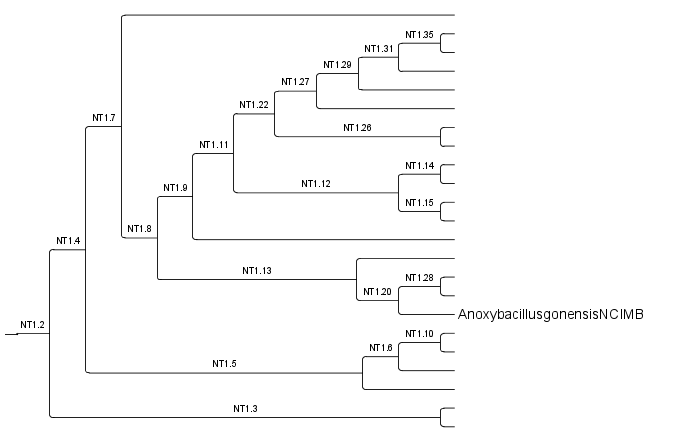 NT1.35
NT1.31
NT1.29
NT1.27
NT1.22
NT1.7
NT1.26
NT1.11
NT1.14
NT1.12
NT1.9
NT1.15
NT1.8
NT1.4
NT1.13
NT1.28
NT1.20
AnoxybacillusgonensisNCIMB
NT1.2
NT1.10
NT1.6
NT1.5
NT1.3